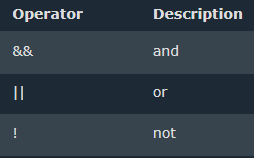 Operator Description
&& and
|| or
! not